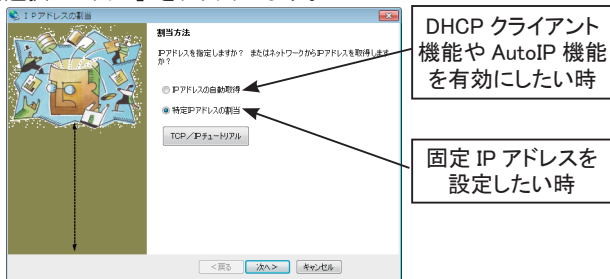 IPアドレスの割当
割当方法
IPアドレスを指定しますか？ またはネットワークからIPアドレスを取得しますか？
IPアドレスの自動取得
特定IPアドレスの割当
TCP／IPチュートリアル
<戻る
次へ>
キャンセル
DHCP クライアント
機能や AutoIP 機能
を有効にしたい時
固定 IP アドレスを
設定したい時